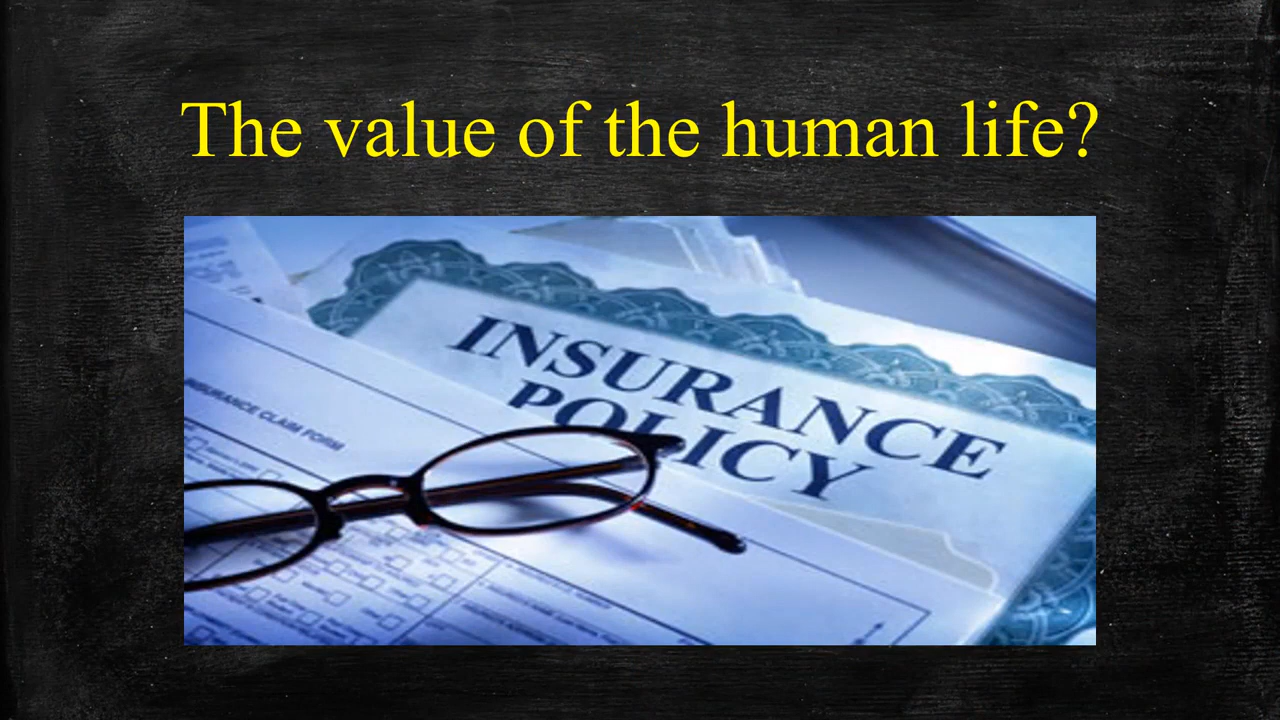 The value of the human life?
INSURANCE
POLICY
INSURANCE CLAIM FORM